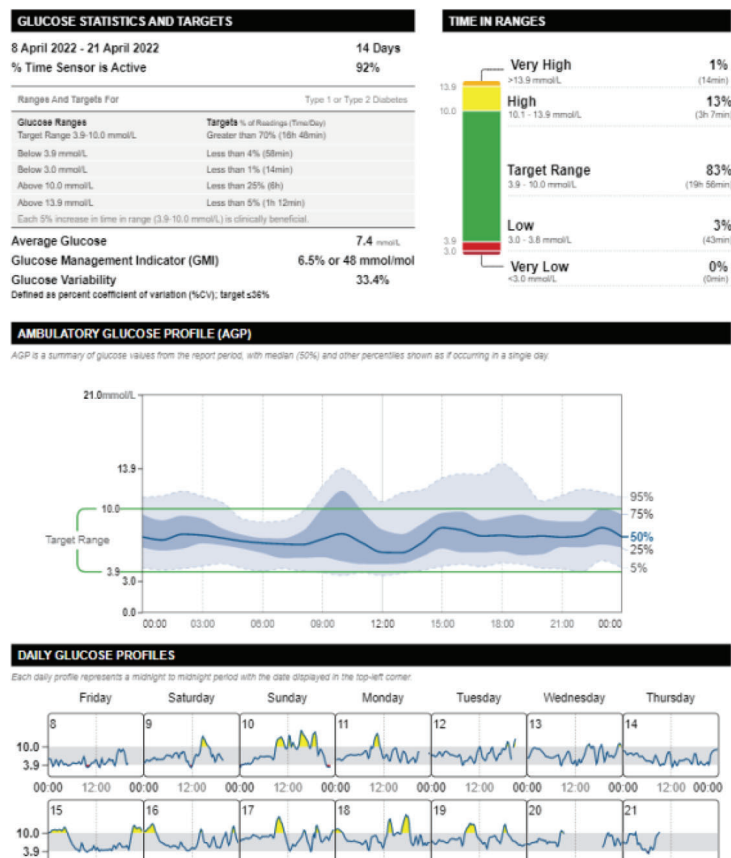 GLUCOSE STATISTICS AND TARGETS
8 April 2022 - 21 April 2022 14 Days
% Time Sensor is Active 92%
Ranges And Targets For Type 1 or Type 2 Diabetes
Glucose Ranges Targets % of Readings (Time/Day)
Target Range 3.9-10.0 mmol/L Greater than 70% (16h 48min)
Below 3.9 mmol/L Less than 4% (58min)
Below 3.0 mmol/L Less than 1% (14min)
Above 10.0 mmol/L Less than 25% (6h)
Above 13.9 mmol/L Less than 5% (1h 12min)
Each 5% increase in time in range (3.9-10.0 mmol/L) is clinically beneficial.
Average Glucose 7.4 mmol/L
Glucose Management Indicator (GMI) 6.5% or 48 mmol/mol
Glucose Variability 33.4%
Defined as percent coefficient of variation (%CV); target ≤36%
TIME IN RANGES
Very High 1%
>13.9 mmol/L (14min)
13.9
High 13%
10.1 - 13.9 mmol/L (3h 7min)
10.0
Target Range 83%
3.9 - 10.0 mmol/L (19h 56min)
Low 3%
3.0 - 3.8 mmol/L (43min)
3.9
3.0
Very Low 0%
<3.0 mmol/L (0min)
AMBULATORY GLUCOSE PROFILE (AGP)
AGP is a summary of glucose values from the report period, with median (50%) and other percentiles shown as if occurring in a single day.
21.0mmol/L
13.9
10.0
Target Range
3.9
3.0
0.0
95%
75%
50%
25%
5%
00:00 03:00 06:00 09:00 12:00 15:00 18:00 21:00 00:00
DAILY GLUCOSE PROFILES
Each daily profile represents a midnight to midnight period with the date displayed in the top-left corner.
Friday Saturday Sunday Monday Tuesday Wednesday Thursday
8 9 10 11 12 13 14
10.0
3.9
00:00 12:00 00:00 12:00 00:00 12:00 00:00 12:00 00:00 12:00 00:00 12:00 00:00 12:00 00:00
15 16 17 18 19 20 21
10.0
3.9